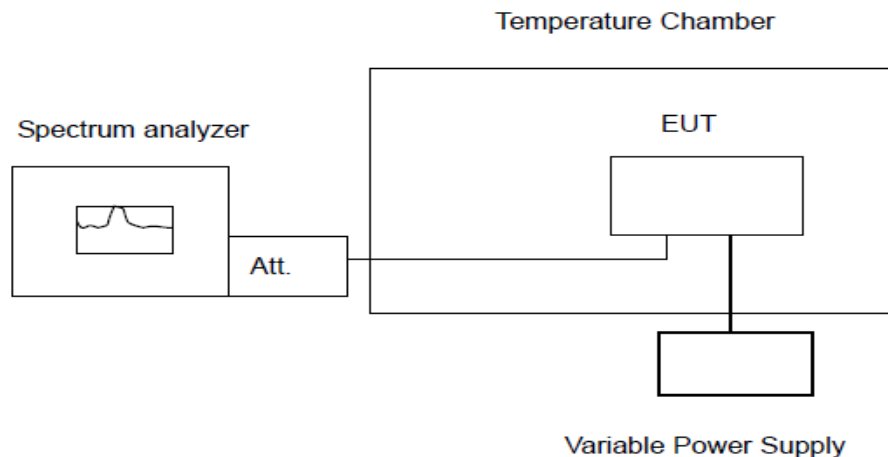 Temperature Chamber
Spectrum analyzer
EUT
Att.
Variable Power Supply